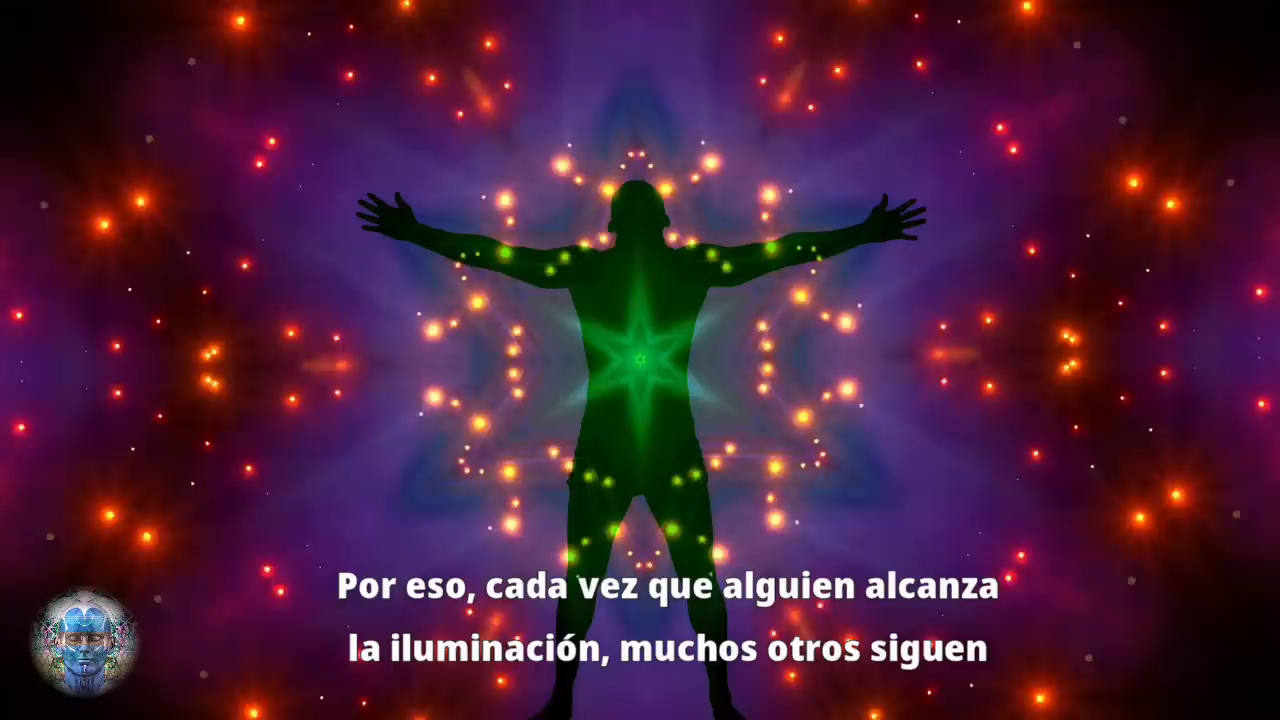 Por eso, cada vez que alguien alcanza
la iluminación, muchos otros siguen